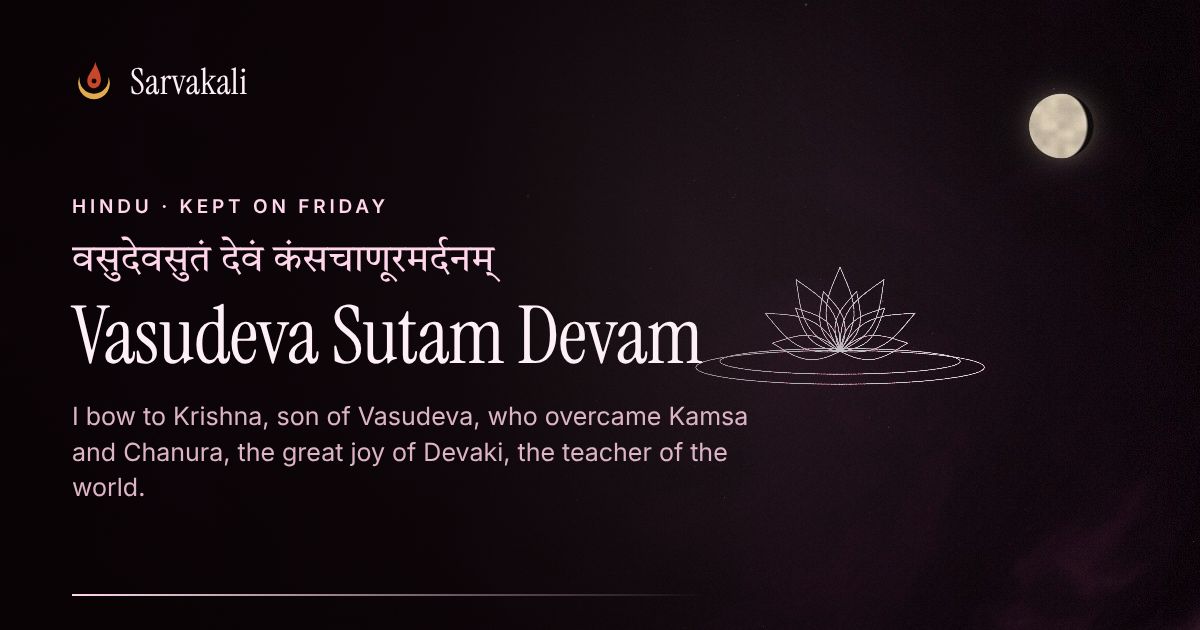 Sarvakali
HINDU · KEPT ON FRIDAY
वसुदेवसुतं देवं कंसचाणूरमर्दनम्
Vasudeva Sutam Devam
I bow to Krishna, son of Vasudeva, who overcame Kamsa
and Chanura, the great joy of Devaki, the teacher of the
world.